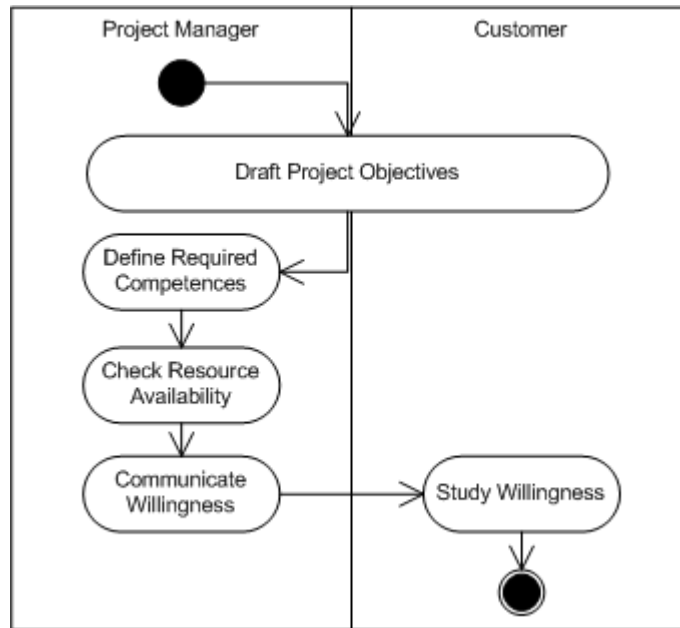 Project Manager
Customer
Draft Project Objectives
Define Required
Competences
Check Resource
Availability
Communicate
Willingness
Study Willingness